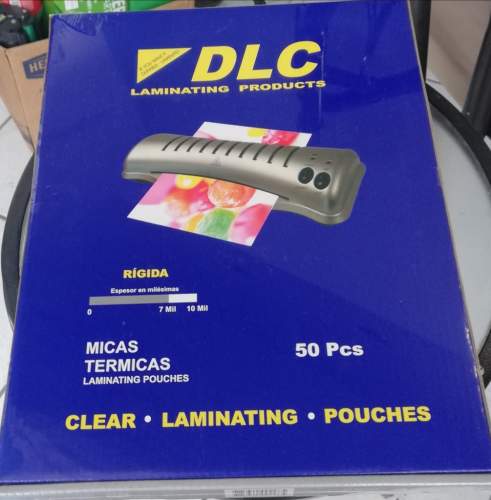 DLC
LAMINATING PRODUCTS
RÍGIDA
Espesor en milésimas
0 7 Mil 10 Mil
MICAS
TERMICAS
LAMINATING POUCHES
50 Pcs
CLEAR • LAMINATING • POUCHES
HE